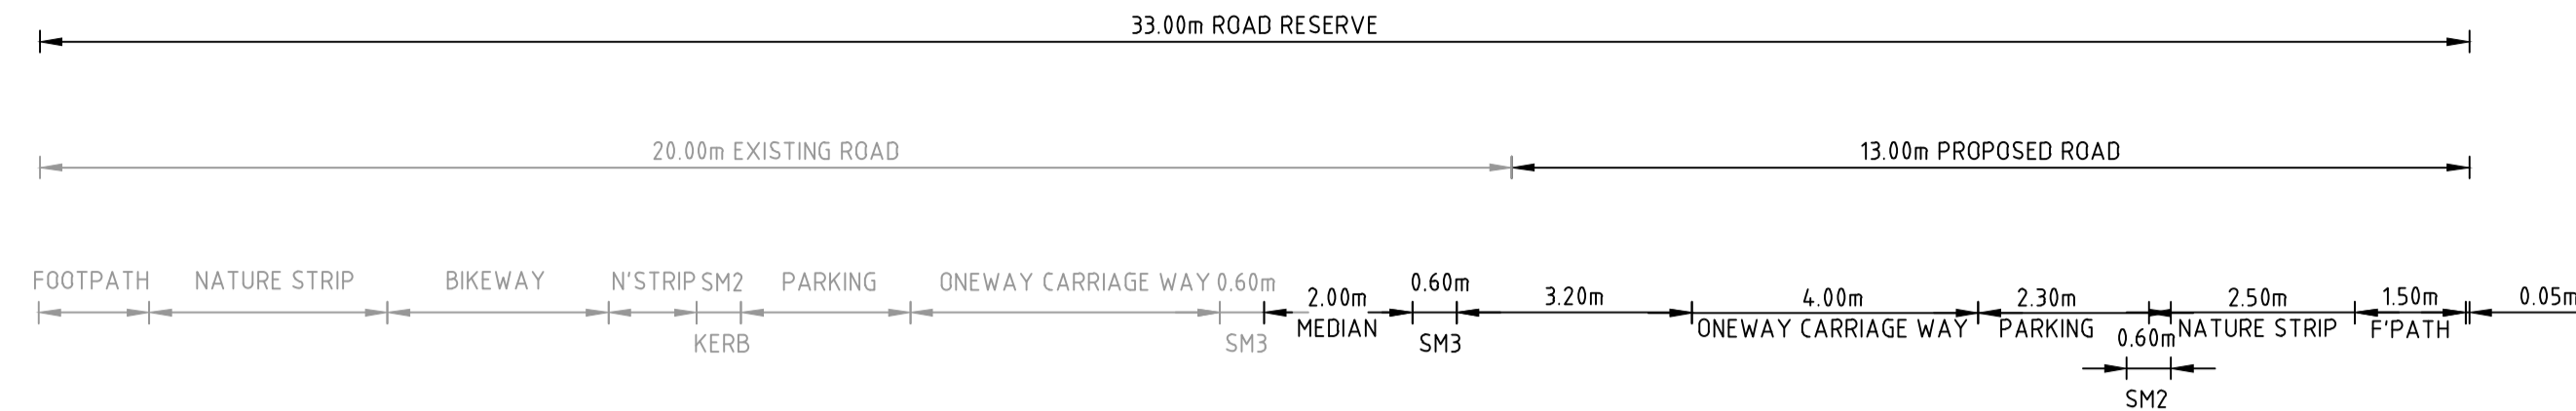 33.00m ROAD RESERVE
20.00m EXISTING ROAD 13.00m PROPOSED ROAD
FOOTPATH NATURE STRIP BIKEWAY N'STRIP SM2 PARKING ONEWAY CARRIAGE WAY 0.60m 0.60m
2.00m 3.20m 4.00m 2.30m 2.50m 1.50m 0.05m
MEDIAN ONEWAY CARRIAGE WAY PARKING NATURE STRIP F'PATH
KERB SM3 SM3 0.60m
SM2